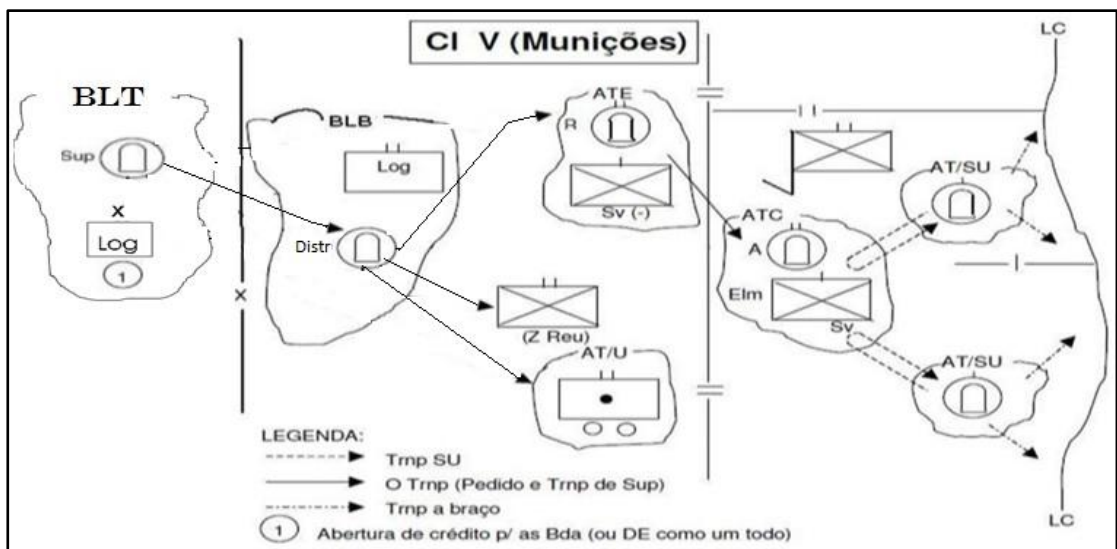 Cl V (Munições)
LC
BLT
Sup
X
Log
1
X
BLB
Log
Distr
ATE
R
Sv (-)
(Z Reu)
AT/U
ATC
A
Elm
Sv
AT/SU
AT/SU
LC
LEGENDA:
Trnp SU
O Trnp (Pedido e Trnp de Sup)
Trnp a braço
1 Abertura de crédito p/ as Bda (ou DE como um todo)